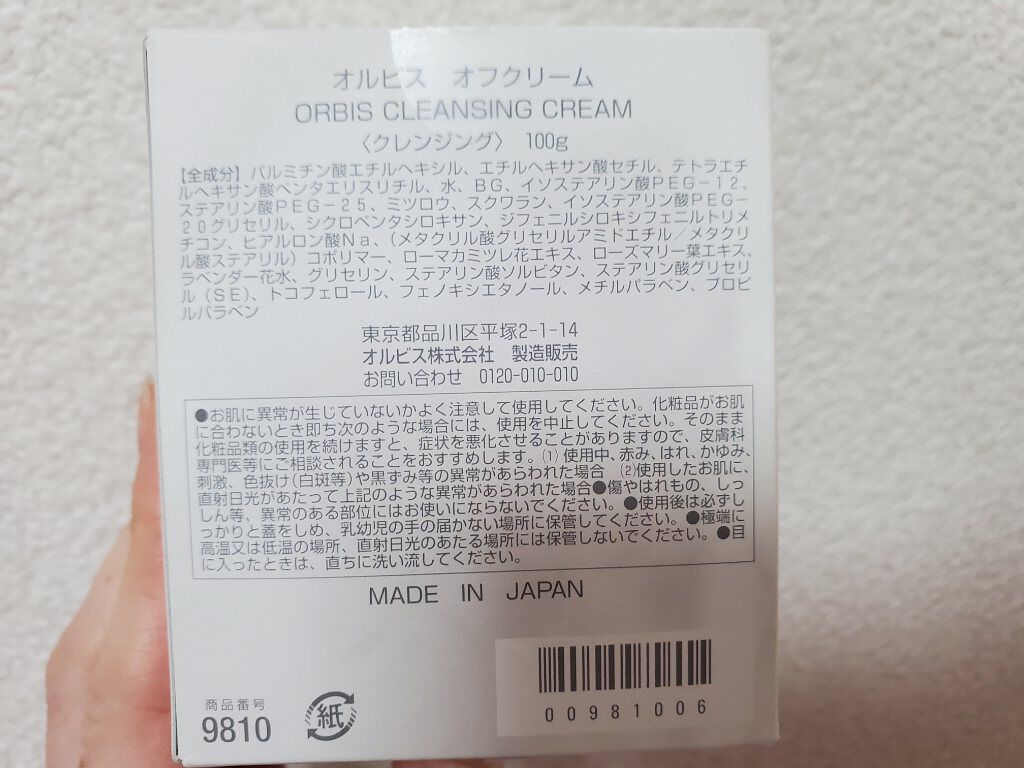 オルビス オフクリーム
ORBIS CLEANSING CREAM
〈クレンジング〉 100g
【全成分】パルミチン酸エチルヘキシル、エチルヘキサン酸セチル、テトラエチ
ルヘキサン酸ペンタエリスリチル、水、BG、イソステアリン酸PEG-12、
ステアリン酸PEG-25、ミツロウ、スクワラン、イソステアリン酸PEG-
20グリセリル、シクロペンタシロキサン、ジフェニルシロキシフェニルトリメ
チコン、ヒアルロン酸Na、(メタクリル酸グリセリルアミドエチル/メタクリ
ル酸ステアリル)コポリマー、ローマカミツレ花エキス、ローズマリー葉エキス、
ラベンダー花水、グリセリン、ステアリン酸ソルビタン、ステアリン酸グリセリ
ル(SE)、トコフェロール、フェノキシエタノール、メチルパラベン、プロピ
ルパラベン
東京都品川区平塚2-1-14
オルビス株式会社 製造販売
お問い合わせ 0120-010-010
●お肌に異常が生じていないかよく注意して使用してください。化粧品がお肌
に合わないとき即ち次のような場合には、使用を中止してください。そのまま
化粧品類の使用を続けますと、症状を悪化させることがありますので、皮膚科
専門医等にご相談されることをおすすめします。(1)使用中、赤み、はれ、かゆみ、
刺激、色抜け(白斑等)や黒ずみ等の異常があらわれた場合 (2)使用したお肌に、
直射日光があたって上記のような異常があらわれた場合●傷やはれもの、しっ
しん等、異常のある部位にはお使いにならないでください。●使用後は必ずし
っかりと蓋をしめ、乳幼児の手の届かない場所に保管してください。●極端に
高温又は低温の場所、直射日光のあたる場所には保管しないでください。●目
に入ったときは、直ちに洗い流してください。
MADE IN JAPAN
商品番号
9810
紙
00981006